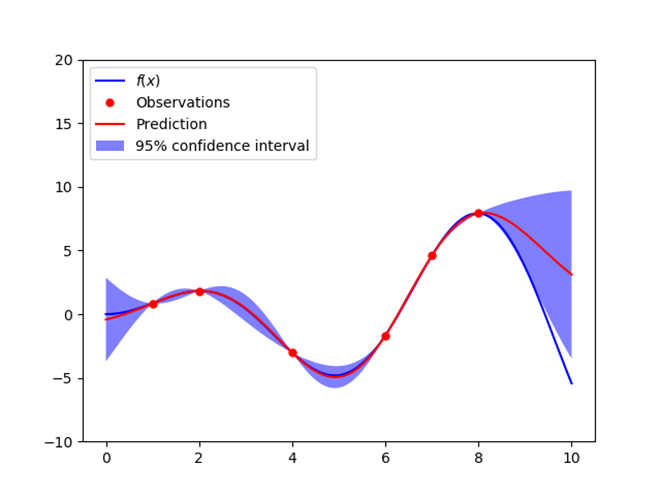 20
15
10
5
0
−5
−10
f(x)
Observations
Prediction
95% confidence interval
0 2 4 6 8 10